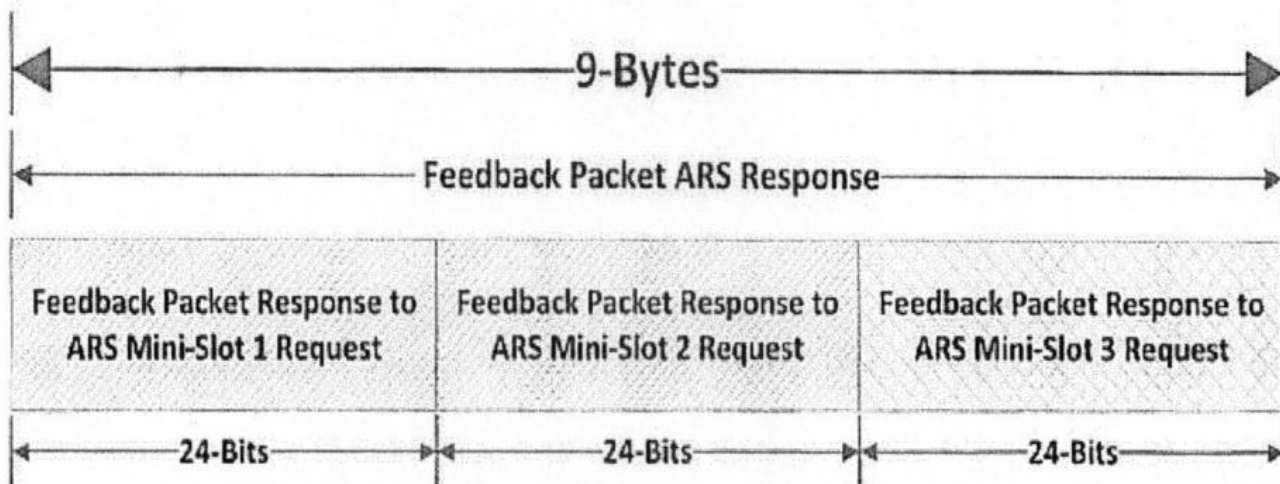 9-Bytes
Feedback Packet ARS Response
Feedback Packet Response to
ARS Mini-Slot 1 Request
Feedback Packet Response to
ARS Mini-Slot 2 Request
Feedback Packet Response to
ARS Mini-Slot 3 Request
24-Bits
24-Bits
24-Bits